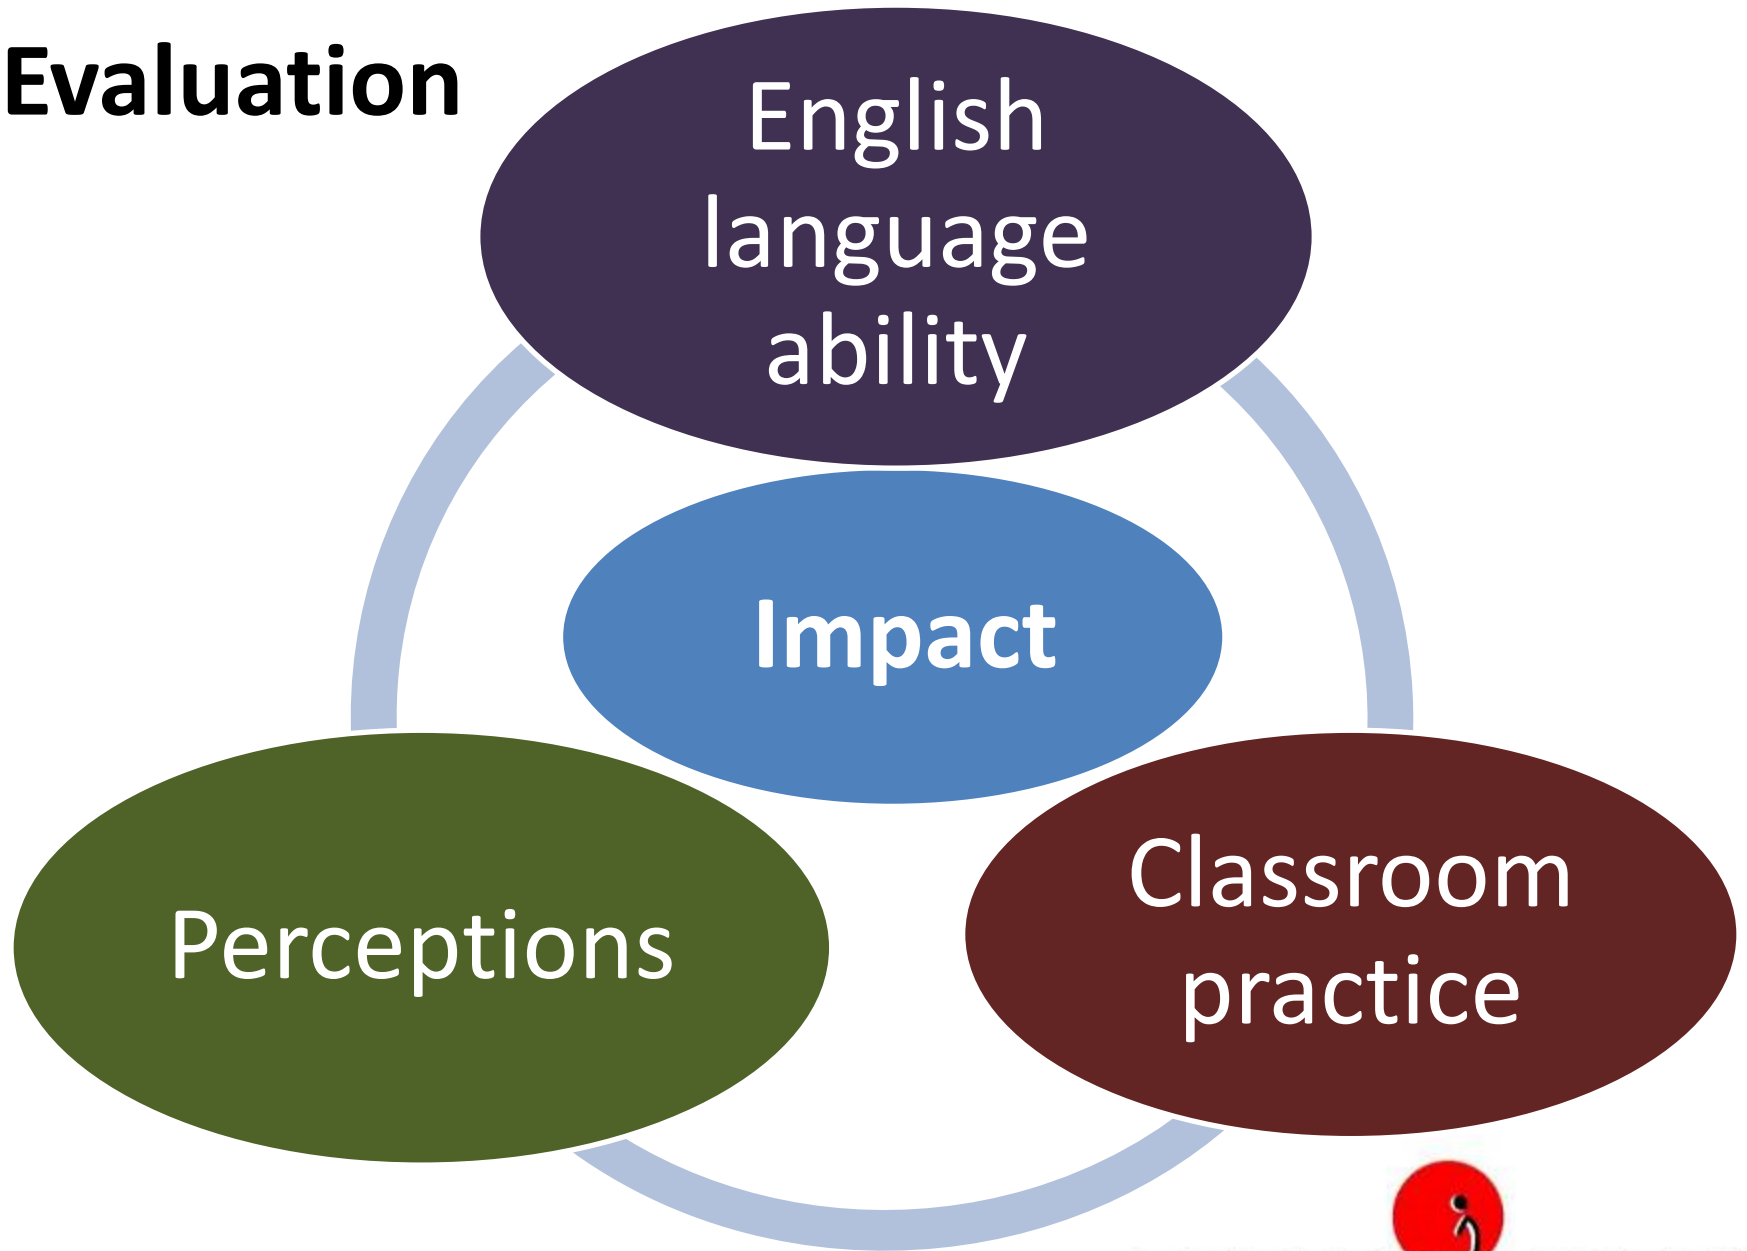 Evaluation
English
language
ability
Impact
Perceptions
Classroom
practice